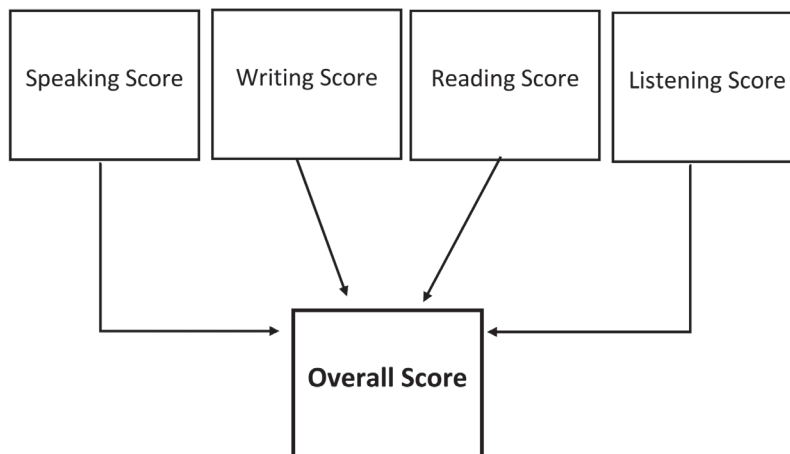 Speaking Score
Writing Score
Reading Score
Listening Score
Overall Score